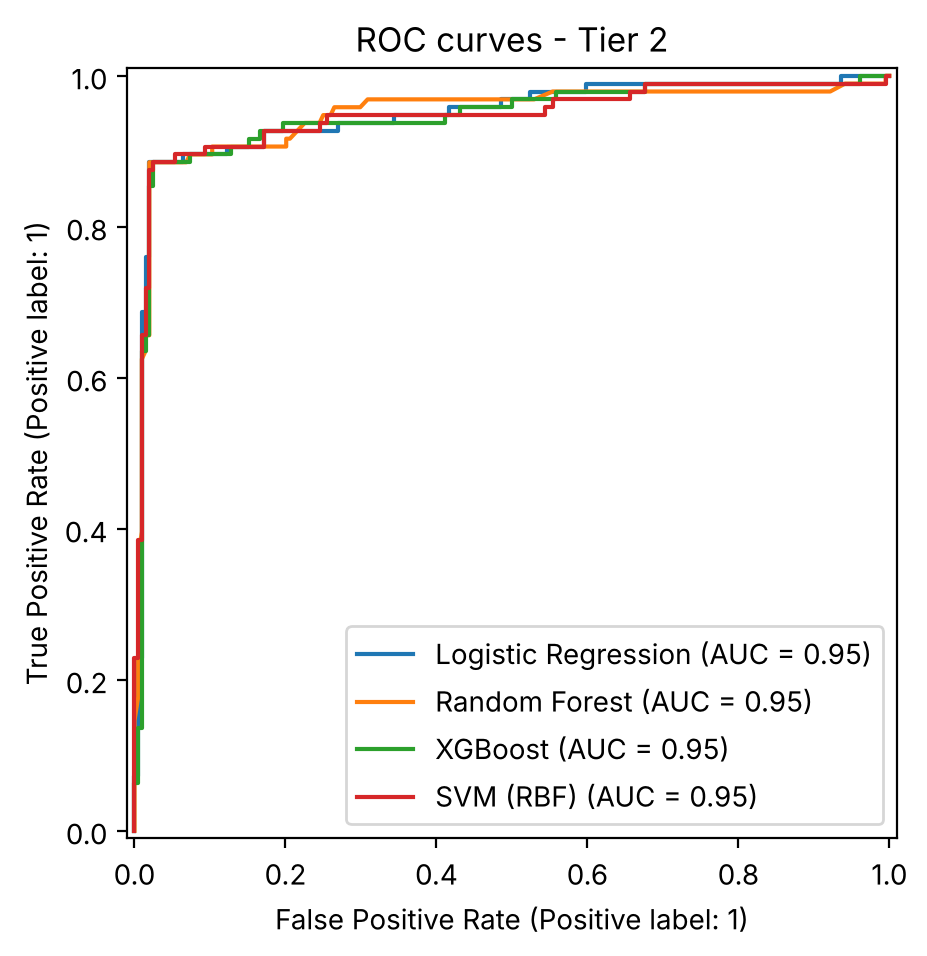 ROC curves - Tier 2
True Positive Rate (Positive label: 1)
1.0
0.8
0.6
0.4
0.2
0.0
Logistic Regression (AUC = 0.95)
Random Forest (AUC = 0.95)
XGBoost (AUC = 0.95)
SVM (RBF) (AUC = 0.95)
0.0 0.2 0.4 0.6 0.8 1.0
False Positive Rate (Positive label: 1)